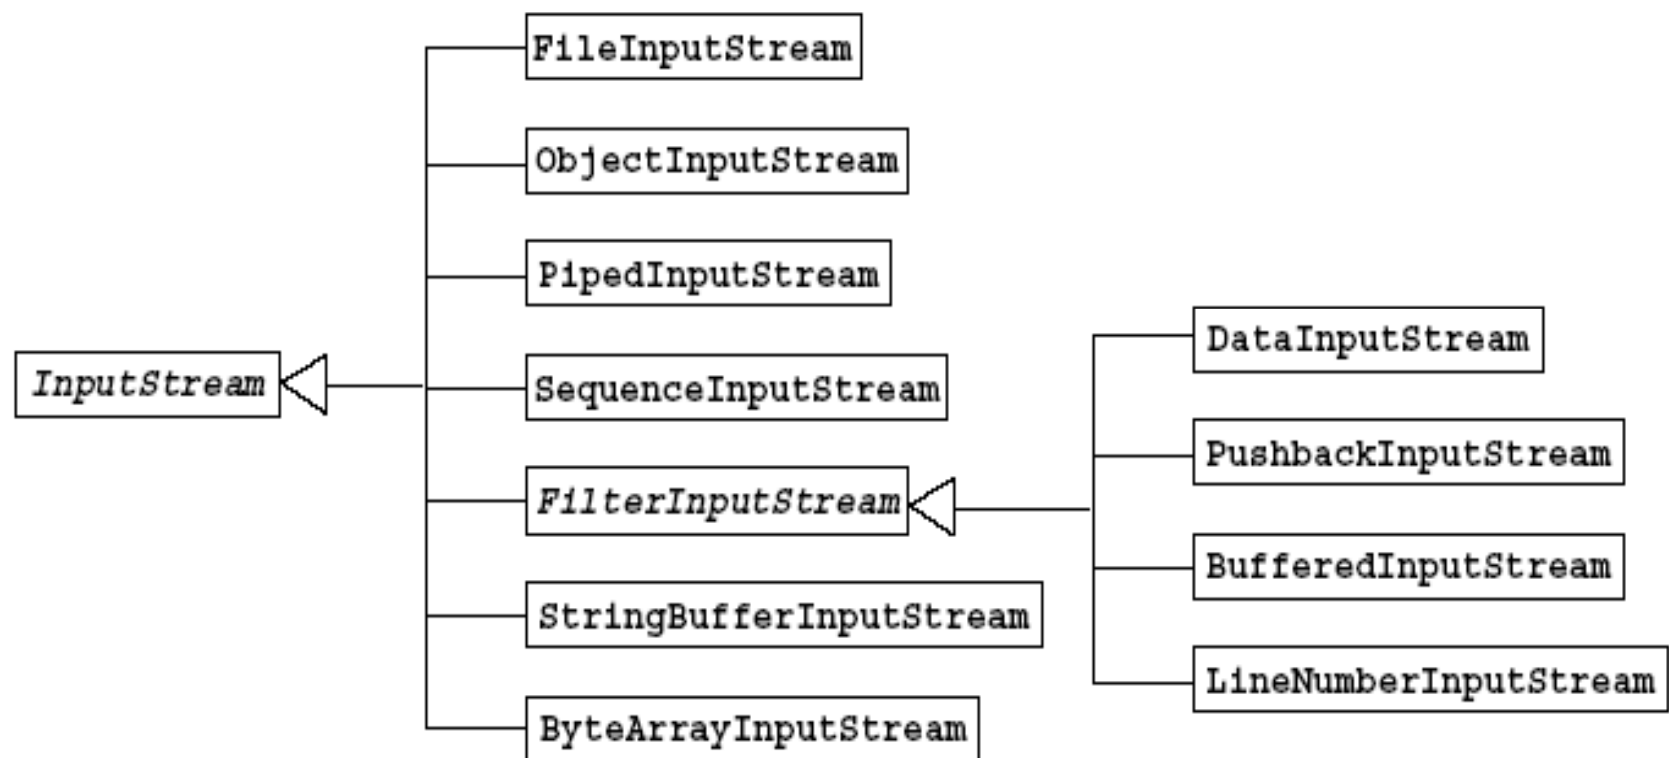 FileInputStream
ObjectInputStream
PipedInputStream
InputStream
SequenceInputStream
FilterInputStream
StringBufferInputStream
ByteArrayInputStream
DataInputStream
PushbackInputStream
BufferedInputStream
LineNumberInputStream